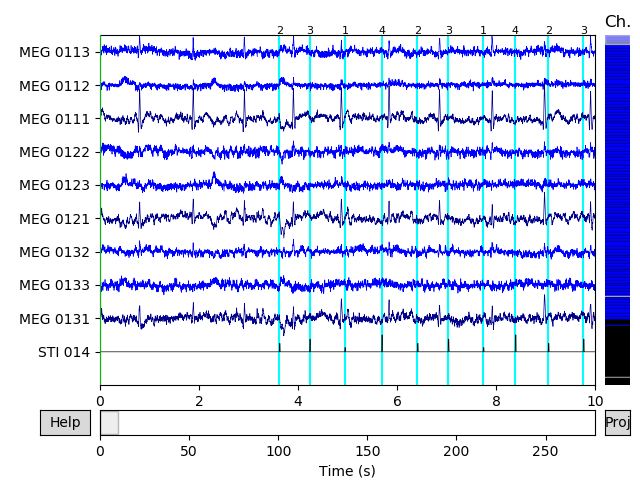 Ch.
2 3 1 4 2 3 1 4 2 3
MEG 0113
MEG 0112
MEG 0111
MEG 0122
MEG 0123
MEG 0121
MEG 0132
MEG 0133
MEG 0131
STI 014
0 2 4 6 8 10
Help
Proj
0 50 100 150 200 250
Time (s)